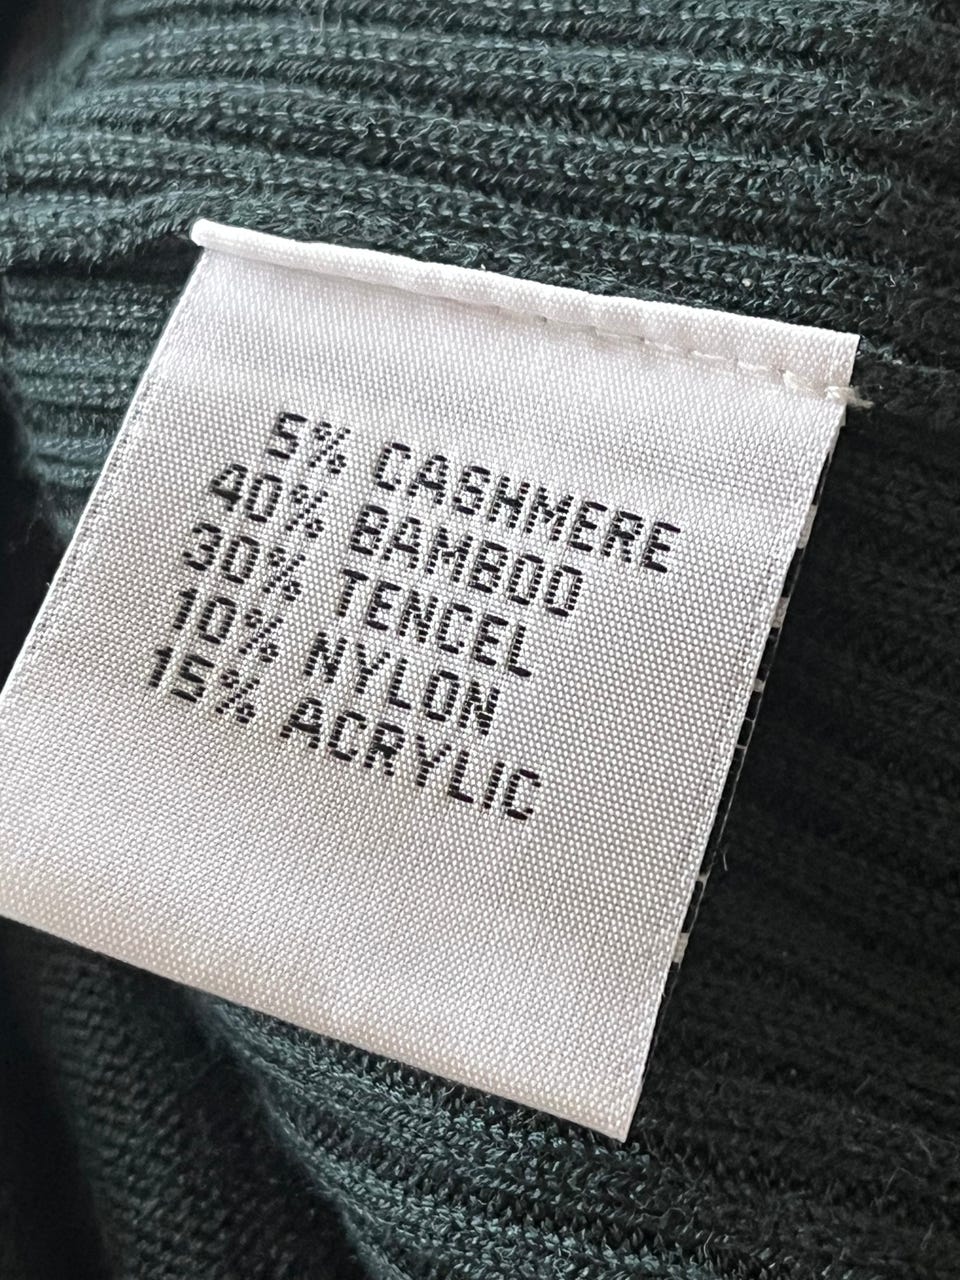 5% CASHMERE
40% BAMBOO
30% TENCEL
10% NYLON
15% ACRYLIC